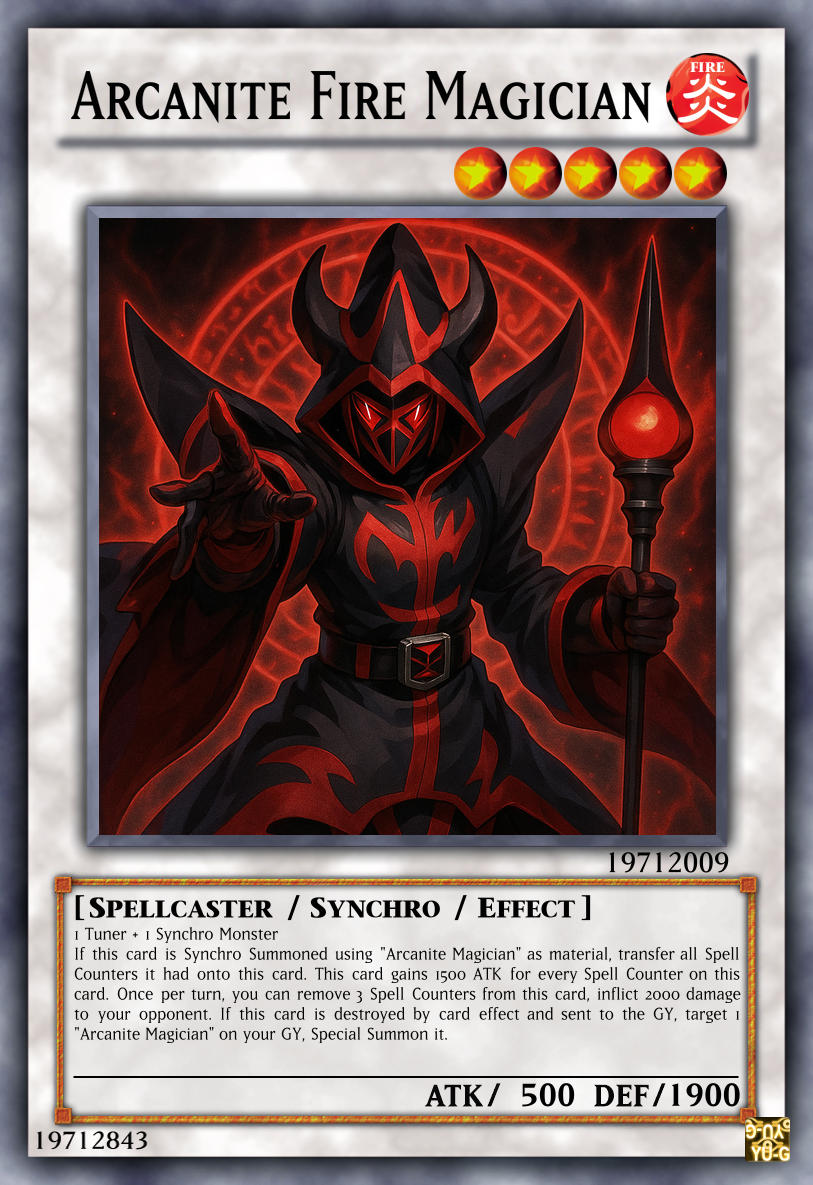 ARCANITE FIRE MAGICIAN
FIRE
炎
19712009
[ SPELLCASTER / SYNCHRO / EFFECT ]
1 Tuner + 1 Synchro Monster
If this card is Synchro Summoned using "Arcanite Magician" as material, transfer all Spell
Counters it had onto this card. This card gains 1500 ATK for every Spell Counter on this
card. Once per turn, you can remove 3 Spell Counters from this card, inflict 2000 damage
to your opponent. If this card is destroyed by card effect and sent to the GY, target 1
"Arcanite Magician" on your GY, Special Summon it.
ATK/ 500 DEF/1900
19712843